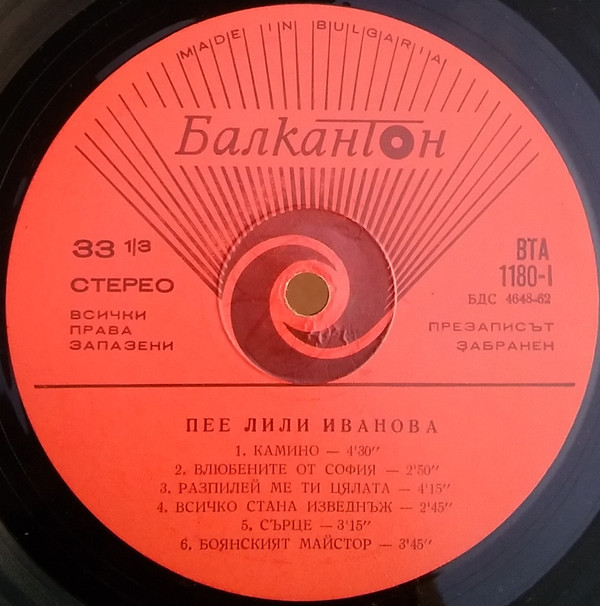 MADE IN BULGARIA
Балкантон
33 1/3
СТЕРЕО
ВСИЧКИ
ПРАВА
ЗАПАЗЕНИ
ВТА
1180-I
БДС 4648-62
ПРЕЗАПИСЪТ
ЗАБРАНЕН
ПЕЕ ЛИЛИ ИВАНОВА
1. КАМИНО — 4'30"
2. ВЛЮБЕНИТЕ ОТ СОФИЯ — 2'50"
3. РАЗПИЛЕЙ МЕ ТИ ЦЯЛАТА — 4'15"
4. ВСИЧКО СТАНА ИЗВЕДНЪЖ — 2'45"
5. СЪРЦЕ — 3'15"
6. БОЯНСКИЯТ МАЙСТОР — 3'45"